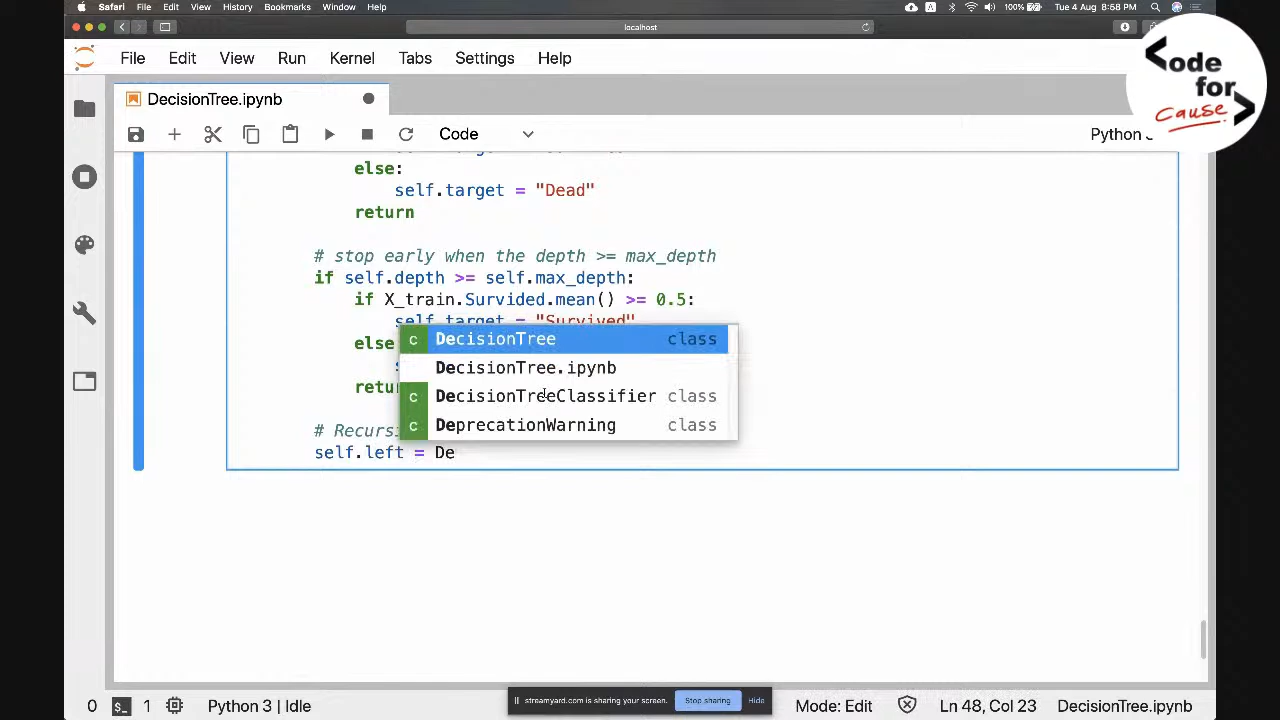 Safari File Edit View History Bookmarks Window Help 100% Tue 4 Aug 8:58 PM
localhost
Code for Cause
File Edit View Run Kernel Tabs Settings Help
DecisionTree.ipynb
Code Python
else:
self.target = "Dead"
return
# stop early when the depth >= max_depth
if self.depth >= self.max_depth:
if X_train.Survided.mean() >= 0.5:
self.target = "Survived"
DecisionTree class
else
DecisionTree.ipynb
retur
DecisionTreeClassifier class
DeprecationWarning class
# Recursi
self.left = De
0 $_ 1 Python 3 | Idle streamyard.com is sharing your screen. Stop sharing Hide Mode: Edit Ln 48, Col 23 DecisionTree.ipynb